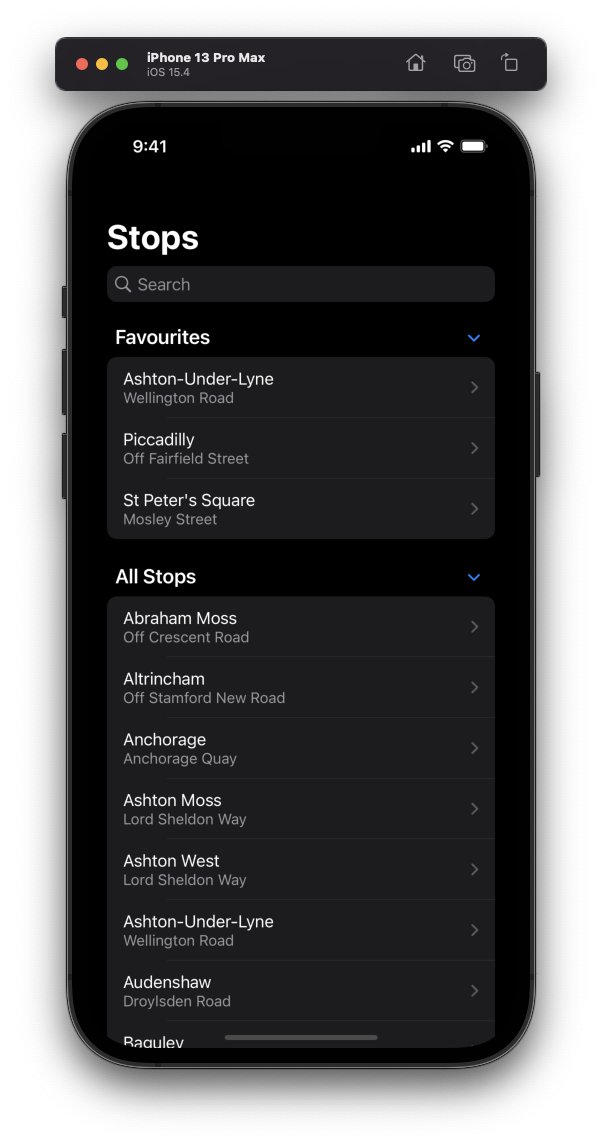 iPhone 13 Pro Max
iOS 15.4
9:41
Stops
Search
Favourites
Ashton-Under-Lyne
Wellington Road
Piccadilly
Off Fairfield Street
St Peter's Square
Mosley Street
All Stops
Abraham Moss
Off Crescent Road
Altrincham
Off Stamford New Road
Anchorage
Anchorage Quay
Ashton Moss
Lord Sheldon Way
Ashton West
Lord Sheldon Way
Ashton-Under-Lyne
Wellington Road
Audenshaw
Droylsden Road
Baguley